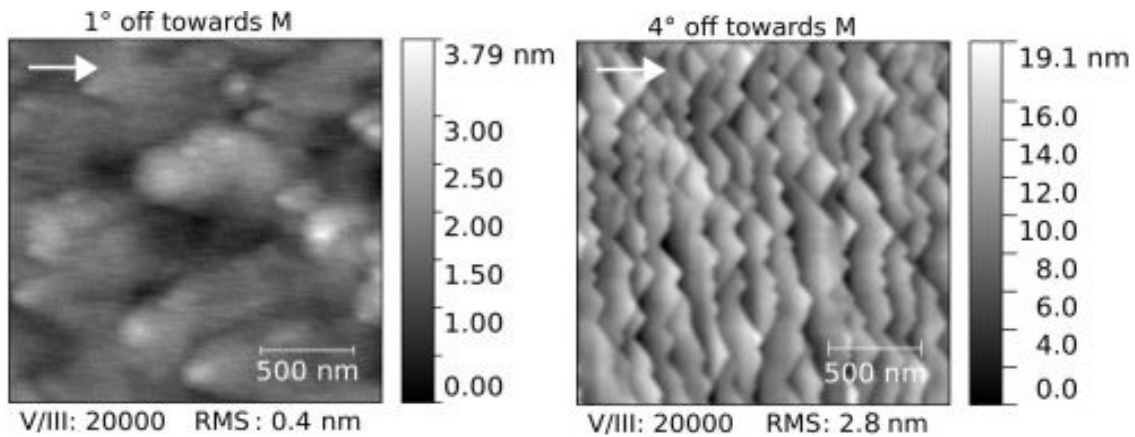 1° off towards M
3.79 nm
3.00
2.50
2.00
1.50
1.00
0.00
500 nm
V/III: 20000 RMS: 0.4 nm
4° off towards M
19.1 nm
16.0
14.0
12.0
10.0
8.0
6.0
4.0
0.0
500 nm
V/III: 20000 RMS: 2.8 nm